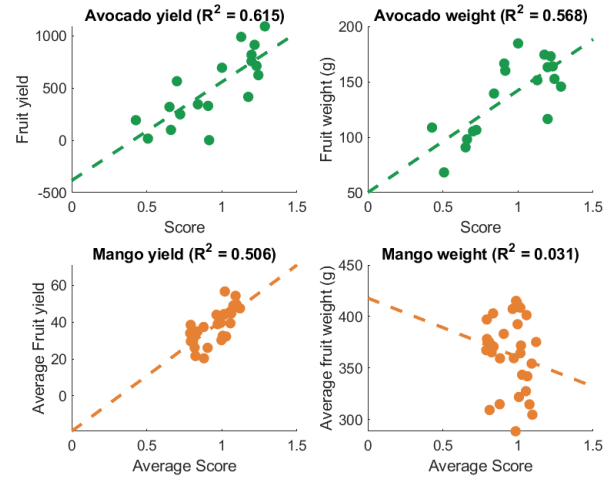 Avocado yield (R² = 0.615)
1000
500
0
-500
0
0.5
1
1.5
Fruit yield
Score
Avocado weight (R² = 0.568)
200
150
100
50
0
0.5
1
1.5
Fruit weight (g)
Score
Mango yield (R² = 0.506)
60
40
20
0
0
0.5
1
1.5
Average Fruit yield
Average Score
Mango weight (R² = 0.031)
450
400
350
300
0
0.5
1
1.5
Average fruit weight (g)
Average Score